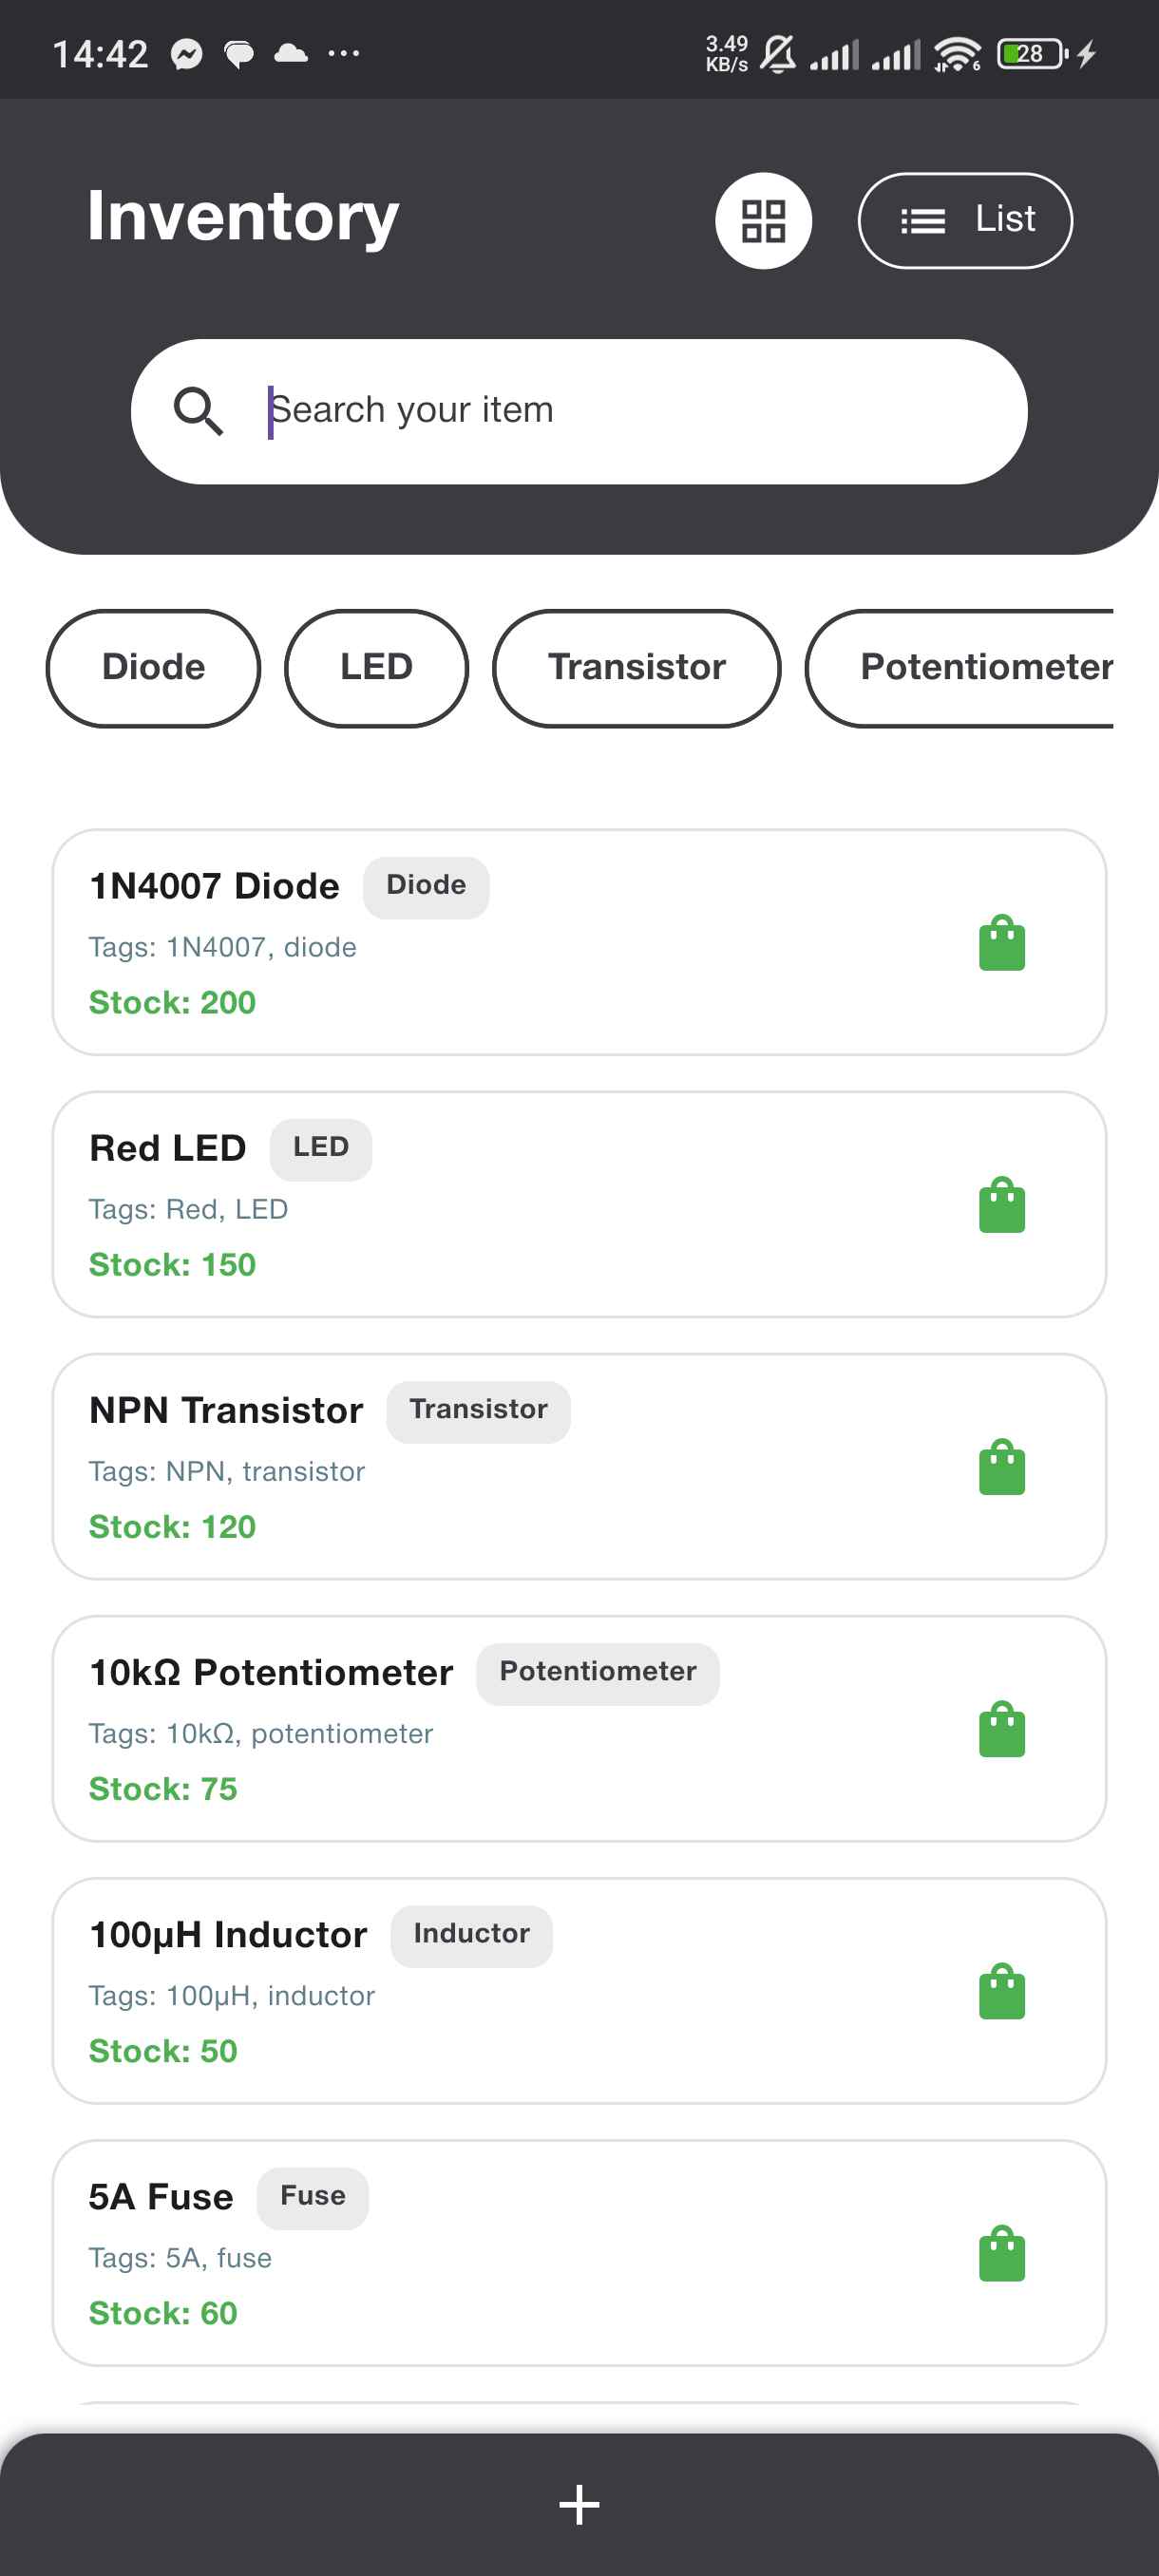 14:42
3.49 KB/s
6
28
Inventory
List
Search your item
Diode LED Transistor Potentiometer
1N4007 Diode Diode
Tags: 1N4007, diode
Stock: 200
Red LED LED
Tags: Red, LED
Stock: 150
NPN Transistor Transistor
Tags: NPN, transistor
Stock: 120
10kΩ Potentiometer Potentiometer
Tags: 10kΩ, potentiometer
Stock: 75
100µH Inductor Inductor
Tags: 100µH, inductor
Stock: 50
5A Fuse Fuse
Tags: 5A, fuse
Stock: 60